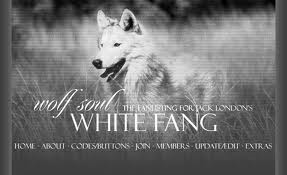 wolf soul THE FANLISTING FOR JACK LONDON'S
WHITE FANG
HOME - ABOUT - CODES/BUTTONS - JOIN - MEMBERS - UPDATE/EDIT - EXTRAS